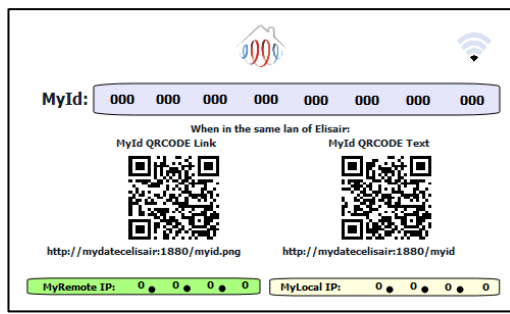 MyId: 000 000 000 000 000 000 000 000
When in the same lan of Elisair:
MyId QRCODE Link MyId QRCODE Text
http://mydatecelisair:1880/myid.png http://mydatecelisair:1880/myid
MyRemote IP: 0.0.0.0 MyLocal IP: 0.0.0.0